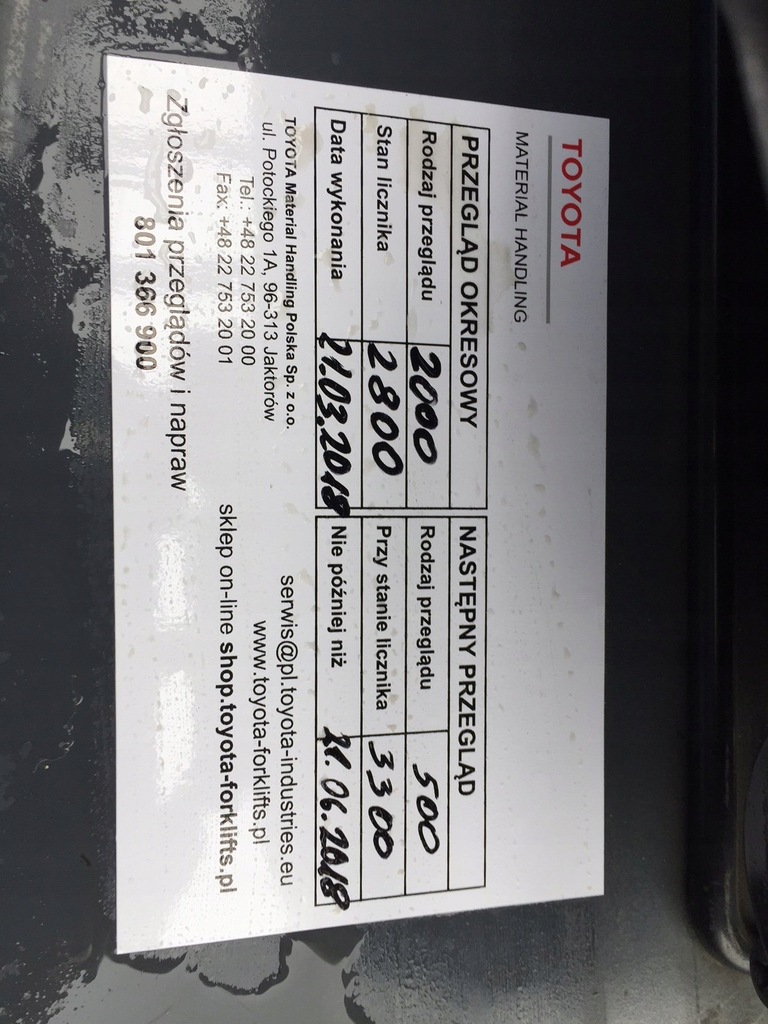 TOYOTA
MATERIAL HANDLING
PRZEGLĄD OKRESOWY NASTĘPNY PRZEGLĄD
Rodzaj przeglądu 2000 Rodzaj przeglądu 500
Stan licznika 2800 Przy stanie licznika 3300
Data wykonania 21.03.2018 Nie później niż 21.06.2018
TOYOTA Material Handling Polska Sp. z o.o. serwis@pl.toyota-industries.eu
ul. Potockiego 1A, 96-313 Jaktorów www.toyota-forklifts.pl
Tel.: +48 22 753 20 00
Fax: +48 22 753 20 01 sklep on-line shop.toyota-forklifts.pl
Zgłoszenia przeglądów i napraw
801 366 900